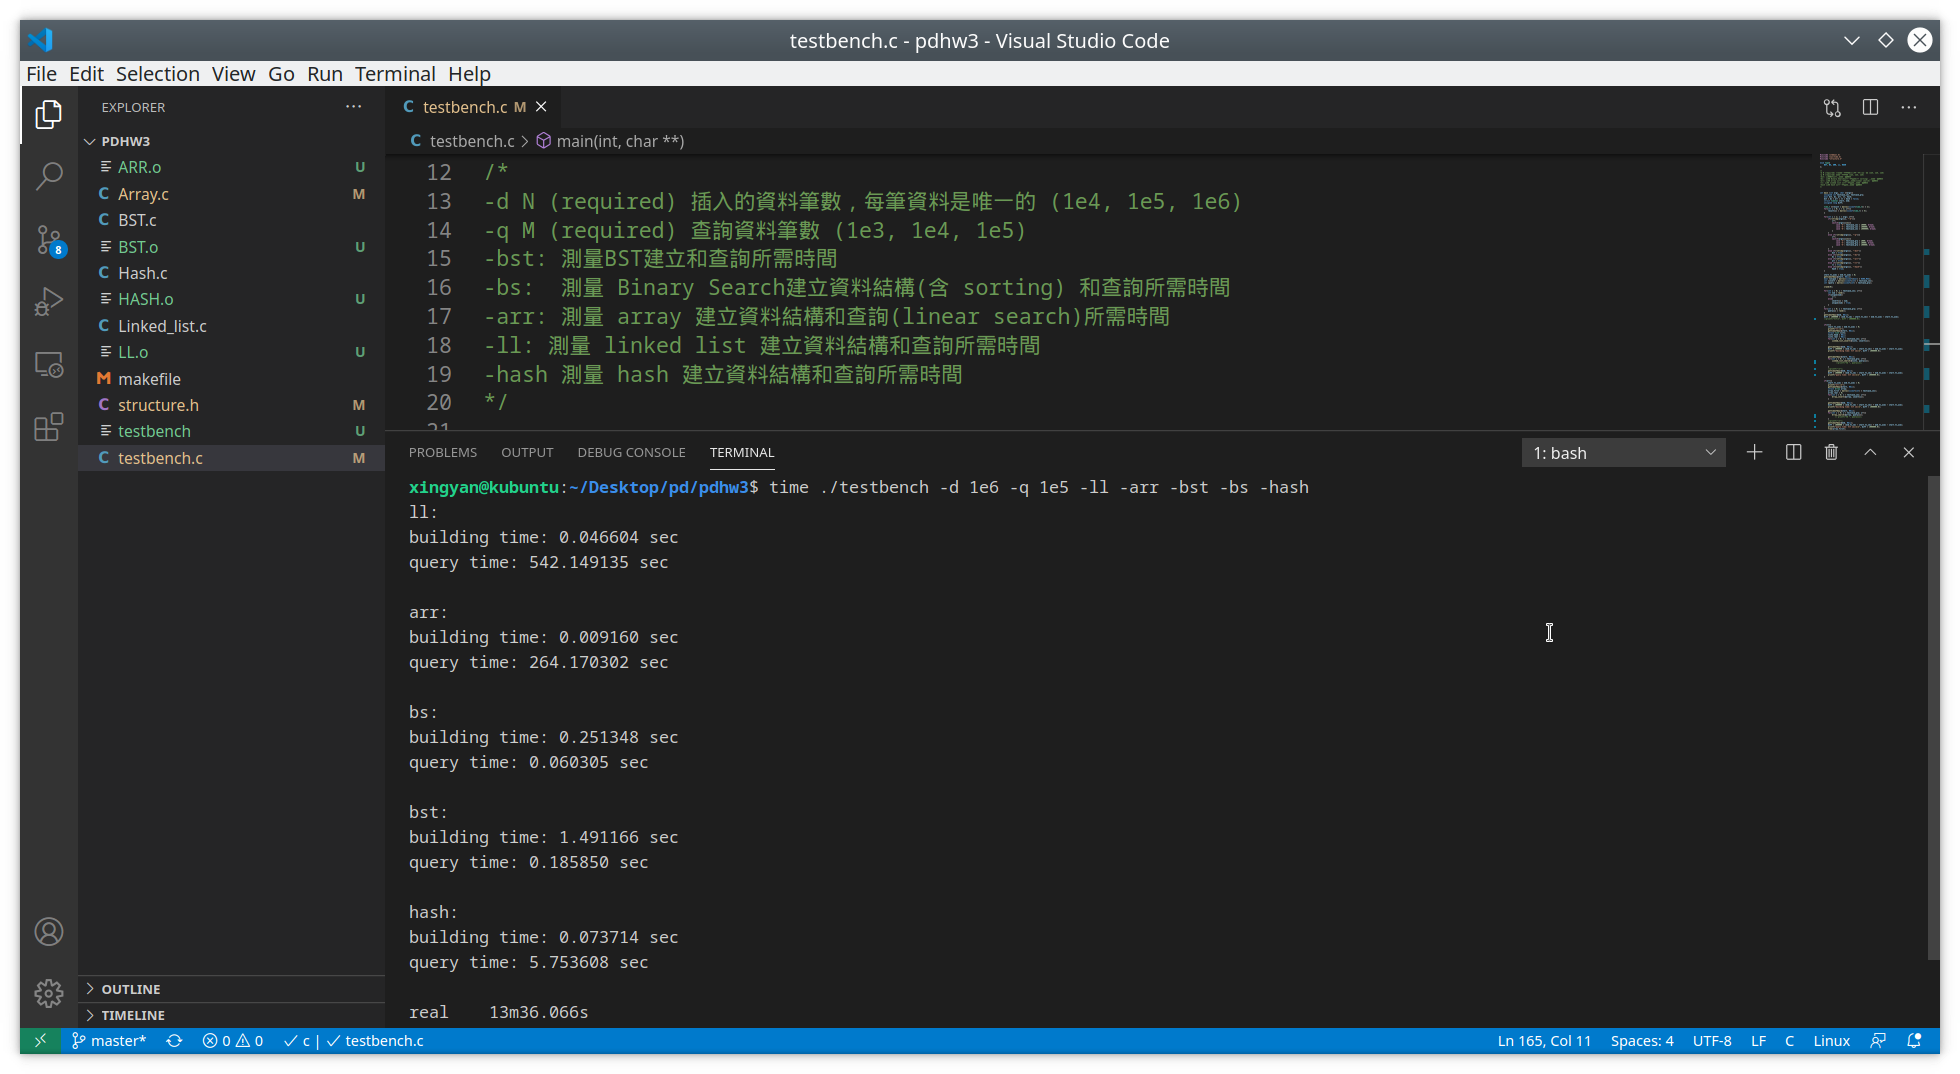 testbench.c - pdhw3 - Visual Studio Code
File Edit Selection View Go Run Terminal Help
EXPLORER
PDHW3
ARR.o U
Array.c M
BST.c
BST.o U
Hash.c
HASH.o U
Linked_list.c
LL.o U
makefile
structure.h M
testbench U
testbench.c M
OUTLINE
TIMELINE
8
testbench.c M
testbench.c > main(int, char **)
12 /*
13 -d N (required) 插入的資料筆數,每筆資料是唯一的 (1e4, 1e5, 1e6)
14 -q M (required) 查詢資料筆數 (1e3, 1e4, 1e5)
15 -bst: 測量BST建立和查詢所需時間
16 -bs:  測量 Binary Search建立資料結構(含 sorting) 和查詢所需時間
17 -arr: 測量 array 建立資料結構和查詢(linear search)所需時間
18 -ll: 測量 linked list 建立資料結構和查詢所需時間
19 -hash 測量 hash 建立資料結構和查詢所需時間
20 */
21
PROBLEMS OUTPUT DEBUG CONSOLE TERMINAL 1: bash
xingyan@kubuntu:~/Desktop/pd/pdhw3$ time ./testbench -d 1e6 -q 1e5 -ll -arr -bst -bs -hash
ll:
building time: 0.046604 sec
query time: 542.149135 sec
arr:
building time: 0.009160 sec
query time: 264.170302 sec
bs:
building time: 0.251348 sec
query time: 0.060305 sec
bst:
building time: 1.491166 sec
query time: 0.185850 sec
hash:
building time: 0.073714 sec
query time: 5.753608 sec
real    13m36.066s
master* 0 0 c | testbench.c Ln 165, Col 11 Spaces: 4 UTF-8 LF C Linux